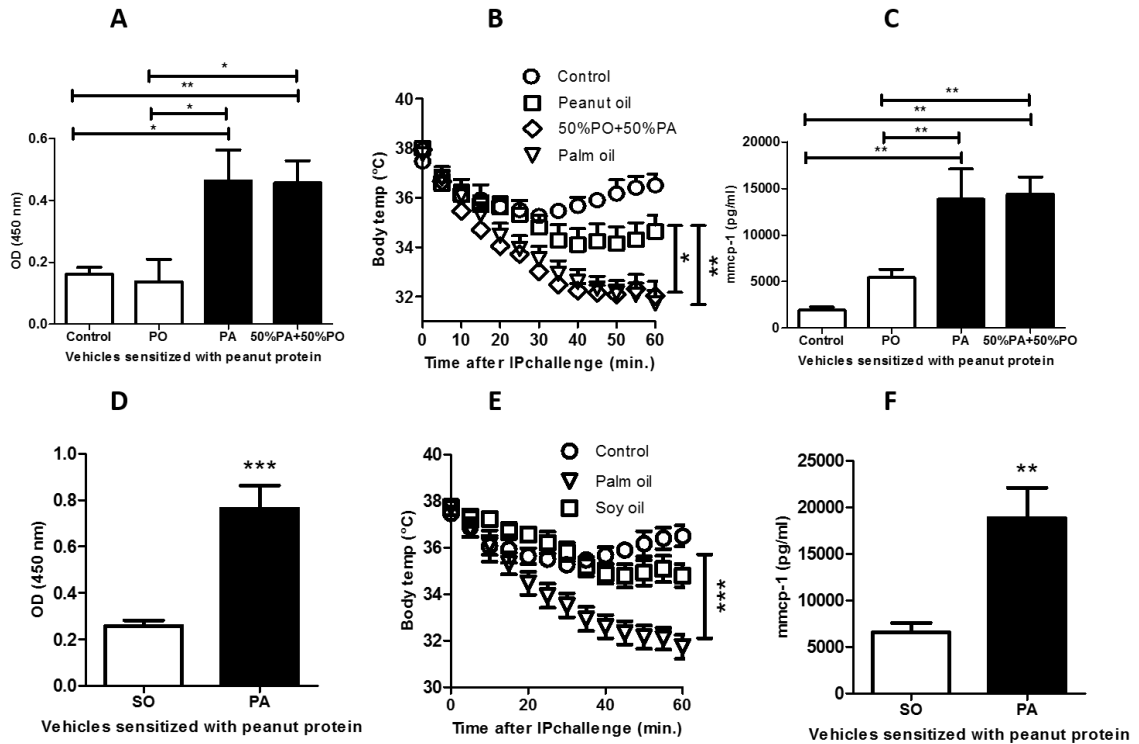 A
*
**
*
*
OD (450 nm)
0.6
0.4
0.2
0.0
Control PO PA 50%PA+50%PO
Vehicles sensitized with peanut protein
B
Control
Peanut oil
50%PO+50%PA
Palm oil
Body temp (°C)
40
38
36
34
32
*
**
0 10 20 30 40 50 60
Time after IPchallenge (min.)
C
**
**
**
**
mmcp-1 (pg/ml)
20000
15000
10000
5000
0
Control PO PA 50%PA+50%PO
Vehicles sensitized with peanut protein
D
OD (450 nm)
1.0
0.8
0.6
0.4
0.2
0.0
***
SO PA
Vehicles sensitized with peanut protein
E
Control
Palm oil
Soy oil
Body temp (°C)
40
38
36
34
32
30
***
0 20 40 60
Time after IPchallenge (min.)
F
mmcp-1 (pg/ml)
25000
20000
15000
10000
5000
0
**
SO PA
Vehicles sensitized with peanut protein